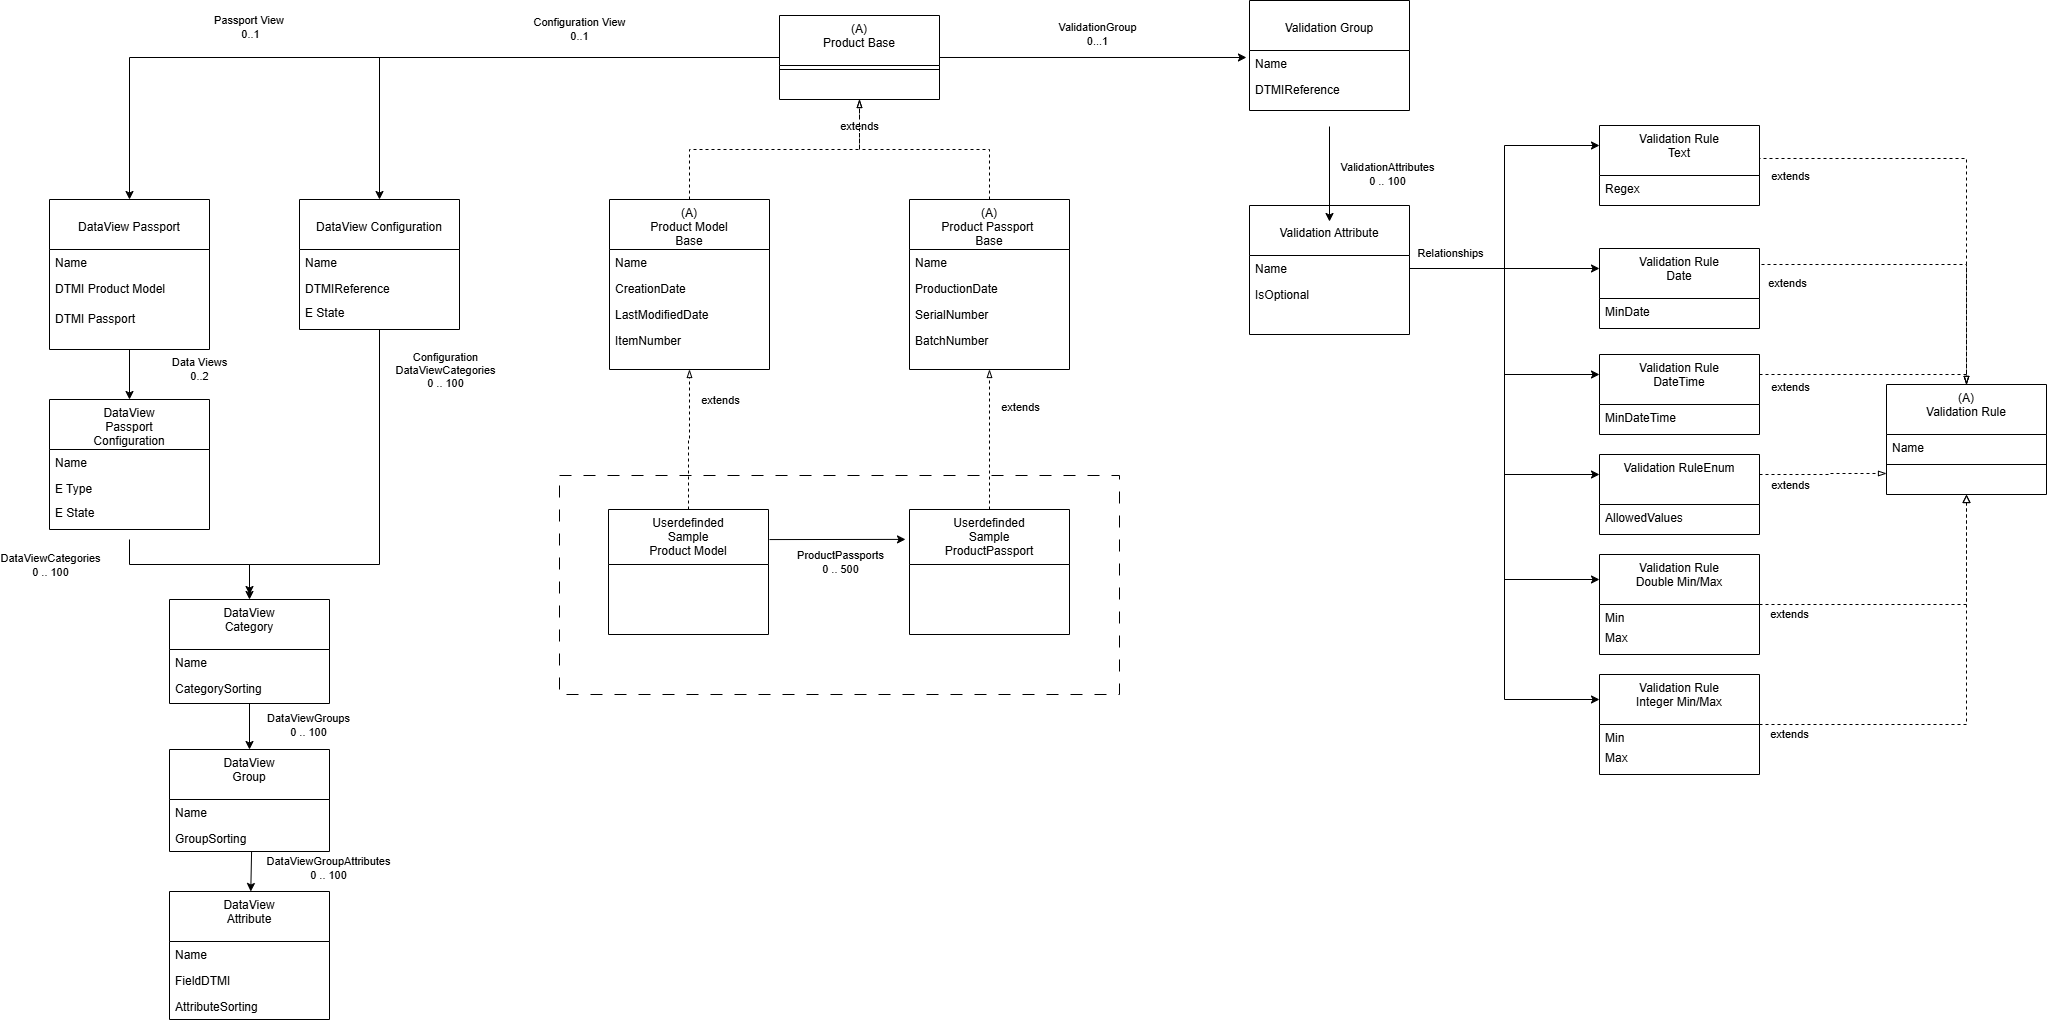 Passport View
0..1
Configuration View
0..1
(A)
Product Base
ValidationGroup
0...1
Validation Group
Name
DTMIReference
extends
ValidationAttributes
0 .. 100
DataView Passport
Name
DTMI Product Model
DTMI Passport
DataView Configuration
Name
DTMIReference
E State
(A)
Product Model
Base
Name
CreationDate
LastModifiedDate
ItemNumber
(A)
Product Passport
Base
Name
ProductionDate
SerialNumber
BatchNumber
Validation Attribute
Name
IsOptional
Relationships
Validation Rule
Text
Regex
extends
Validation Rule
Date
MinDate
extends
Validation Rule
DateTime
MinDateTime
extends
(A)
Validation Rule
Name
Validation RuleEnum
AllowedValues
extends
Validation Rule
Double Min/Max
Min
Max
extends
Validation Rule
Integer Min/Max
Min
Max
extends
Data Views
0..2
Configuration
DataViewCategories
0 .. 100
extends
extends
DataView
Passport
Configuration
Name
E Type
E State
Userdefinded
Sample
Product Model
ProductPassports
0 .. 500
Userdefinded
Sample
ProductPassport
DataViewCategories
0 .. 100
DataView
Category
Name
CategorySorting
DataViewGroups
0 .. 100
DataView
Group
Name
GroupSorting
DataViewGroupAttributes
0 .. 100
DataView
Attribute
Name
FieldDTMI
AttributeSorting